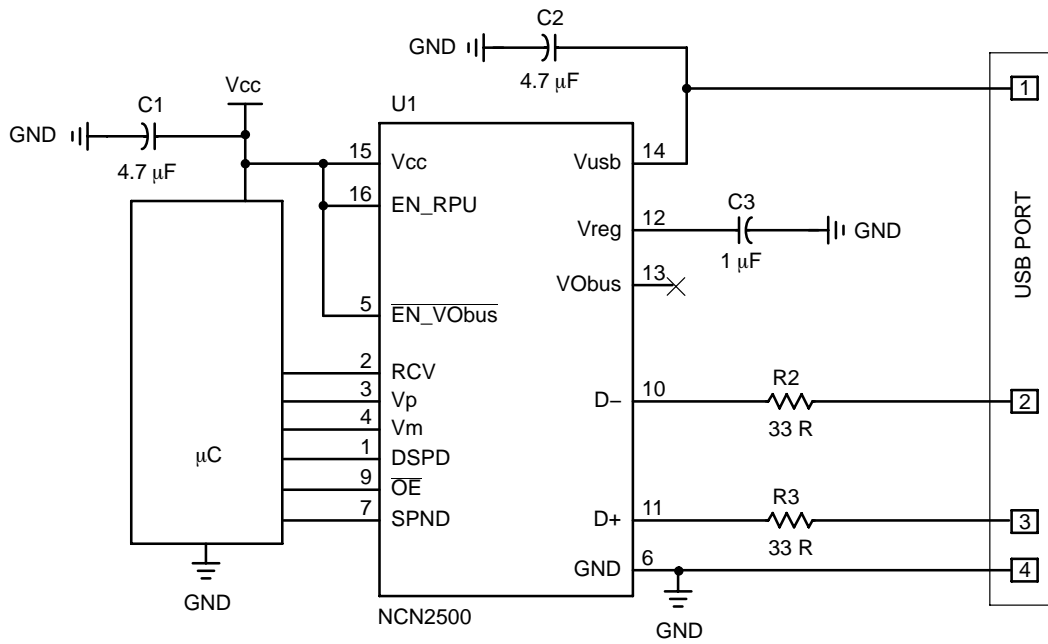 C2
GND
4.7 μF
1
Vcc
C1
GND
4.7 μF
U1
15
Vcc
Vusb
14
16
EN_RPU
C3
Vreg
12
GND
1 μF
VObus
13
5
EN_VObus
USB PORT
2
RCV
3
Vp
4
Vm
1
DSPD
9
OE
7
SPND
μC
R2
D–
10
2
33 R
R3
D+
11
3
33 R
GND
6
4
GND
NCN2500
GND